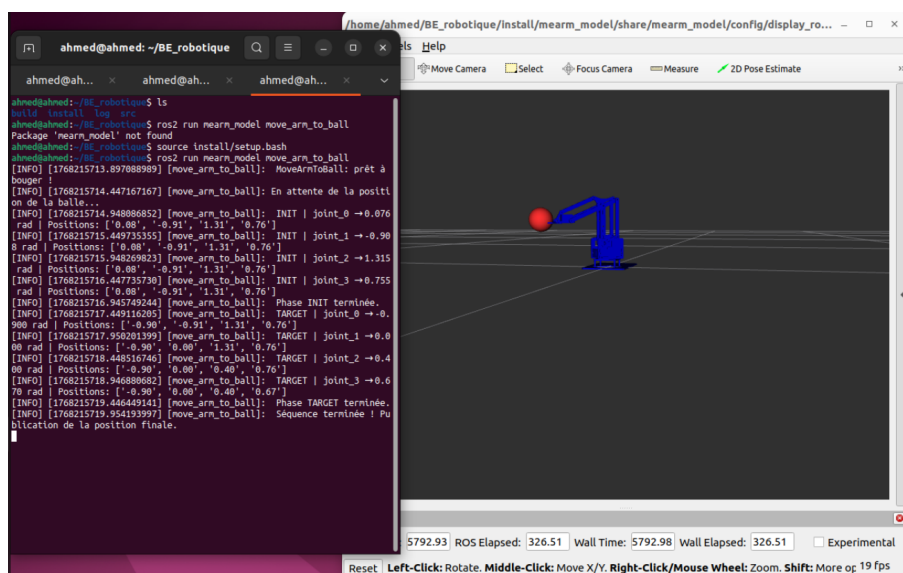 /home/ahmed/BE_robotique/install/mearm_model/share/mearm_model/config/display_ro...
ahmed@ahmed: ~/BE_robotique
els Help
ahmed@ah... ahmed@ah... ahmed@ah...
Move Camera Select Focus Camera Measure 2D Pose Estimate
ahmed@ahmed:~/BE_robotique$ ls
build install log src
ahmed@ahmed:~/BE_robotique$ ros2 run mearm_model move_arm_to_ball
Package 'mearm_model' not found
ahmed@ahmed:~/BE_robotique$ source install/setup.bash
ahmed@ahmed:~/BE_robotique$ ros2 run mearm_model move_arm_to_ball
[INFO] [1768215713.897088989] [move_arm_to_ball]: MoveArmToBall: prêt à
bouger !
[INFO] [1768215714.447167167] [move_arm_to_ball]: En attente de la positi
on de la balle...
[INFO] [1768215714.948086852] [move_arm_to_ball]: INIT | joint_0 →0.076
rad | Positions: ['0.08', '-0.91', '1.31', '0.76']
[INFO] [1768215715.449735355] [move_arm_to_ball]: INIT | joint_1 →-0.90
8 rad | Positions: ['0.08', '-0.91', '1.31', '0.76']
[INFO] [1768215715.948269823] [move_arm_to_ball]: INIT | joint_2 →1.315
rad | Positions: ['0.08', '-0.91', '1.31', '0.76']
[INFO] [1768215716.447735730] [move_arm_to_ball]: INIT | joint_3 →0.755
rad | Positions: ['0.08', '-0.91', '1.31', '0.76']
[INFO] [1768215716.945749244] [move_arm_to_ball]: Phase INIT terminée.
[INFO] [1768215717.449116205] [move_arm_to_ball]: TARGET | joint_0 →-0.
900 rad | Positions: ['-0.90', '-0.91', '1.31', '0.76']
[INFO] [1768215717.950201399] [move_arm_to_ball]: TARGET | joint_1 →0.0
00 rad | Positions: ['-0.90', '0.00', '1.31', '0.76']
[INFO] [1768215718.448516746] [move_arm_to_ball]: TARGET | joint_2 →0.4
00 rad | Positions: ['-0.90', '0.00', '0.40', '0.76']
[INFO] [1768215718.946880682] [move_arm_to_ball]: TARGET | joint_3 →0.6
70 rad | Positions: ['-0.90', '0.00', '0.40', '0.67']
[INFO] [1768215719.446449141] [move_arm_to_ball]: Phase TARGET terminée.
[INFO] [1768215719.954193997] [move_arm_to_ball]: Séquence terminée ! Pu
blication de la position finale.
5792.93 ROS Elapsed: 326.51 Wall Time: 5792.98 Wall Elapsed: 326.51 Experimental
Reset Left-Click: Rotate. Middle-Click: Move X/Y. Right-Click/Mouse Wheel: Zoom. Shift: More op 19 fps